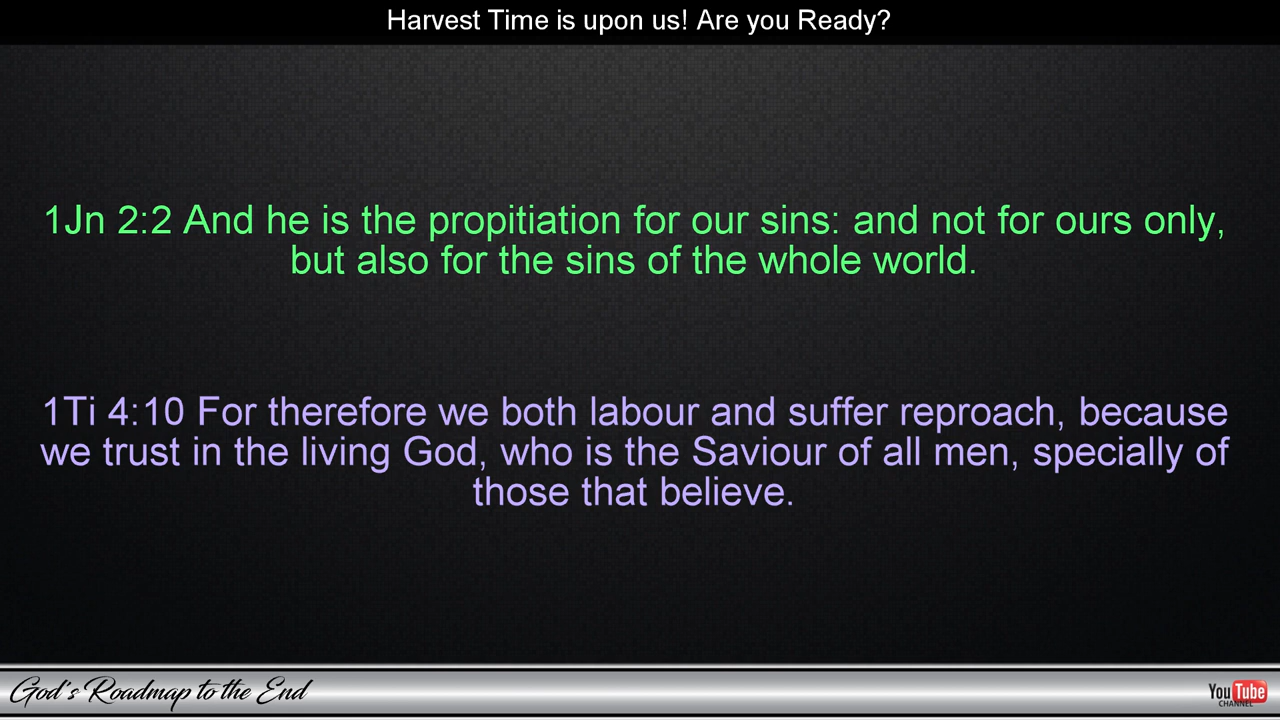 Harvest Time is upon us! Are you Ready?
1Jn 2:2 And he is the propitiation for our sins: and not for ours only,
but also for the sins of the whole world.
1Ti 4:10 For therefore we both labour and suffer reproach, because
we trust in the living God, who is the Saviour of all men, specially of
those that believe.
God's Roadmap to the End
YouTube
CHANNEL